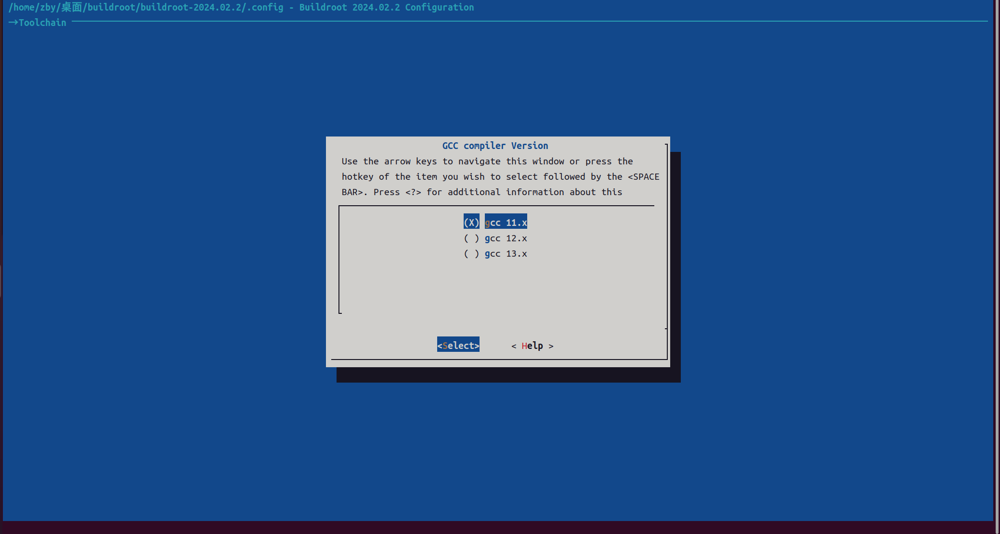 /home/zby/桌面/buildroot/buildroot-2024.02.2/.config - Buildroot 2024.02.2 Configuration
→Toolchain
GCC compiler Version
Use the arrow keys to navigate this window or press the
hotkey of the item you wish to select followed by the <SPACE
BAR>. Press <?> for additional information about this
(X) gcc 11.x
( ) gcc 12.x
( ) gcc 13.x
<Select> < Help >